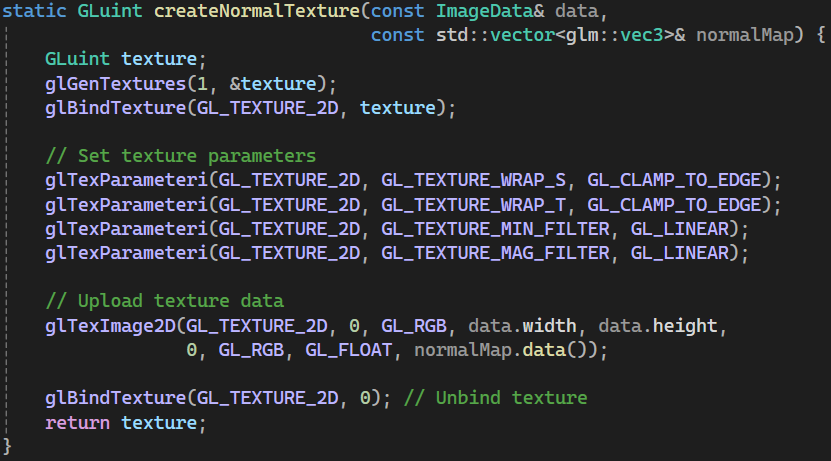 static GLuint createNormalTexture(const ImageData& data,
const std::vector<glm::vec3>& normalMap) {
GLuint texture;
glGenTextures(1, &texture);
glBindTexture(GL_TEXTURE_2D, texture);
// Set texture parameters
glTexParameteri(GL_TEXTURE_2D, GL_TEXTURE_WRAP_S, GL_CLAMP_TO_EDGE);
glTexParameteri(GL_TEXTURE_2D, GL_TEXTURE_WRAP_T, GL_CLAMP_TO_EDGE);
glTexParameteri(GL_TEXTURE_2D, GL_TEXTURE_MIN_FILTER, GL_LINEAR);
glTexParameteri(GL_TEXTURE_2D, GL_TEXTURE_MAG_FILTER, GL_LINEAR);
// Upload texture data
glTexImage2D(GL_TEXTURE_2D, 0, GL_RGB, data.width, data.height,
0, GL_RGB, GL_FLOAT, normalMap.data());
glBindTexture(GL_TEXTURE_2D, 0); // Unbind texture
return texture;
}